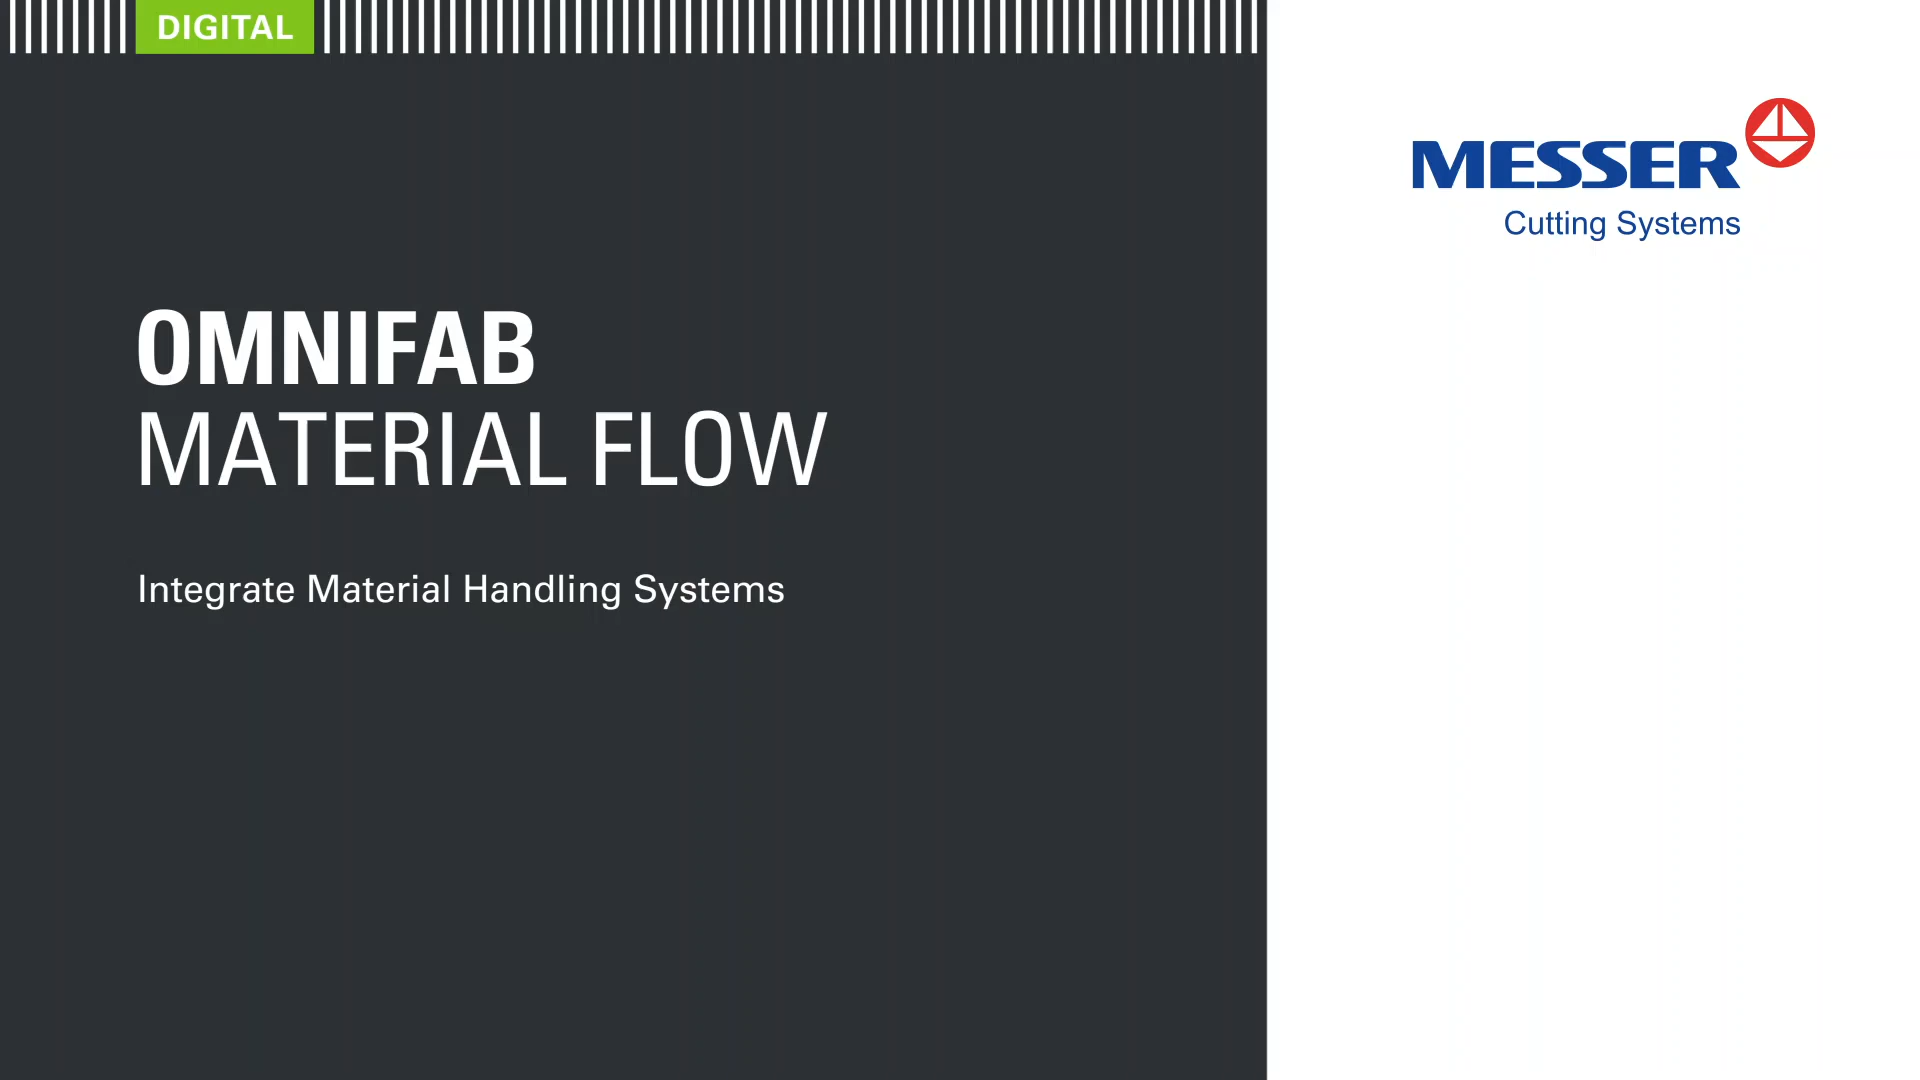 DIGITAL
MESSER
Cutting Systems
OMNIFAB
MATERIAL FLOW
Integrate Material Handling Systems